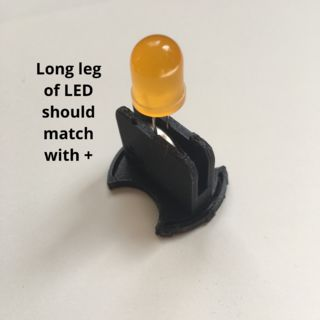 Long leg
of LED
should
match
with +